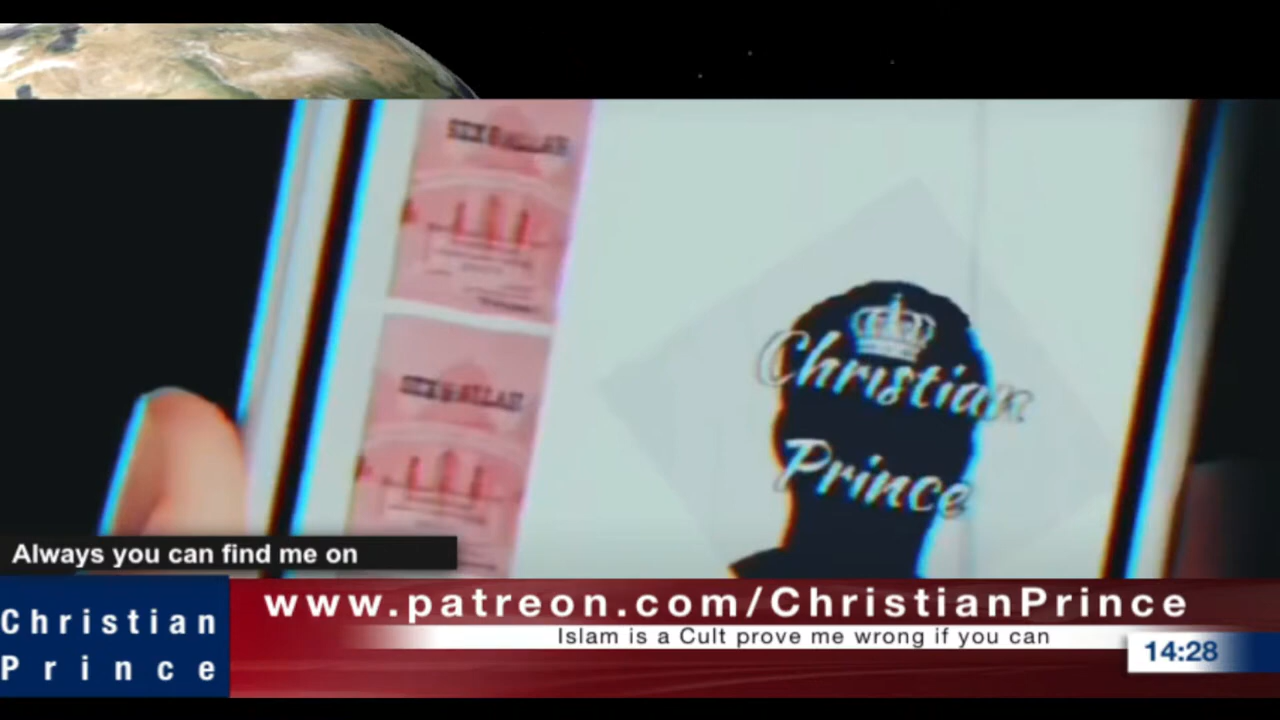 Christian
Prince
Always you can find me on
Christian
Prince
www.patreon.com/ChristianPrince
Islam is a Cult prove me wrong if you can
14:28